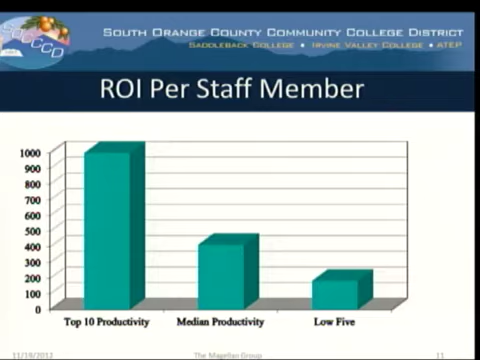 SOCCCD
SOUTH ORANGE COUNTY COMMUNITY COLLEGE DISTRICT
SADDLEBACK COLLEGE • IRVINE VALLEY COLLEGE • ATEP
ROI Per Staff Member
1000
900
800
700
600
500
400
300
200
100
0
Top 10 Productivity
Median Productivity
Low Five
11/19/2012
The Magellan Group
11